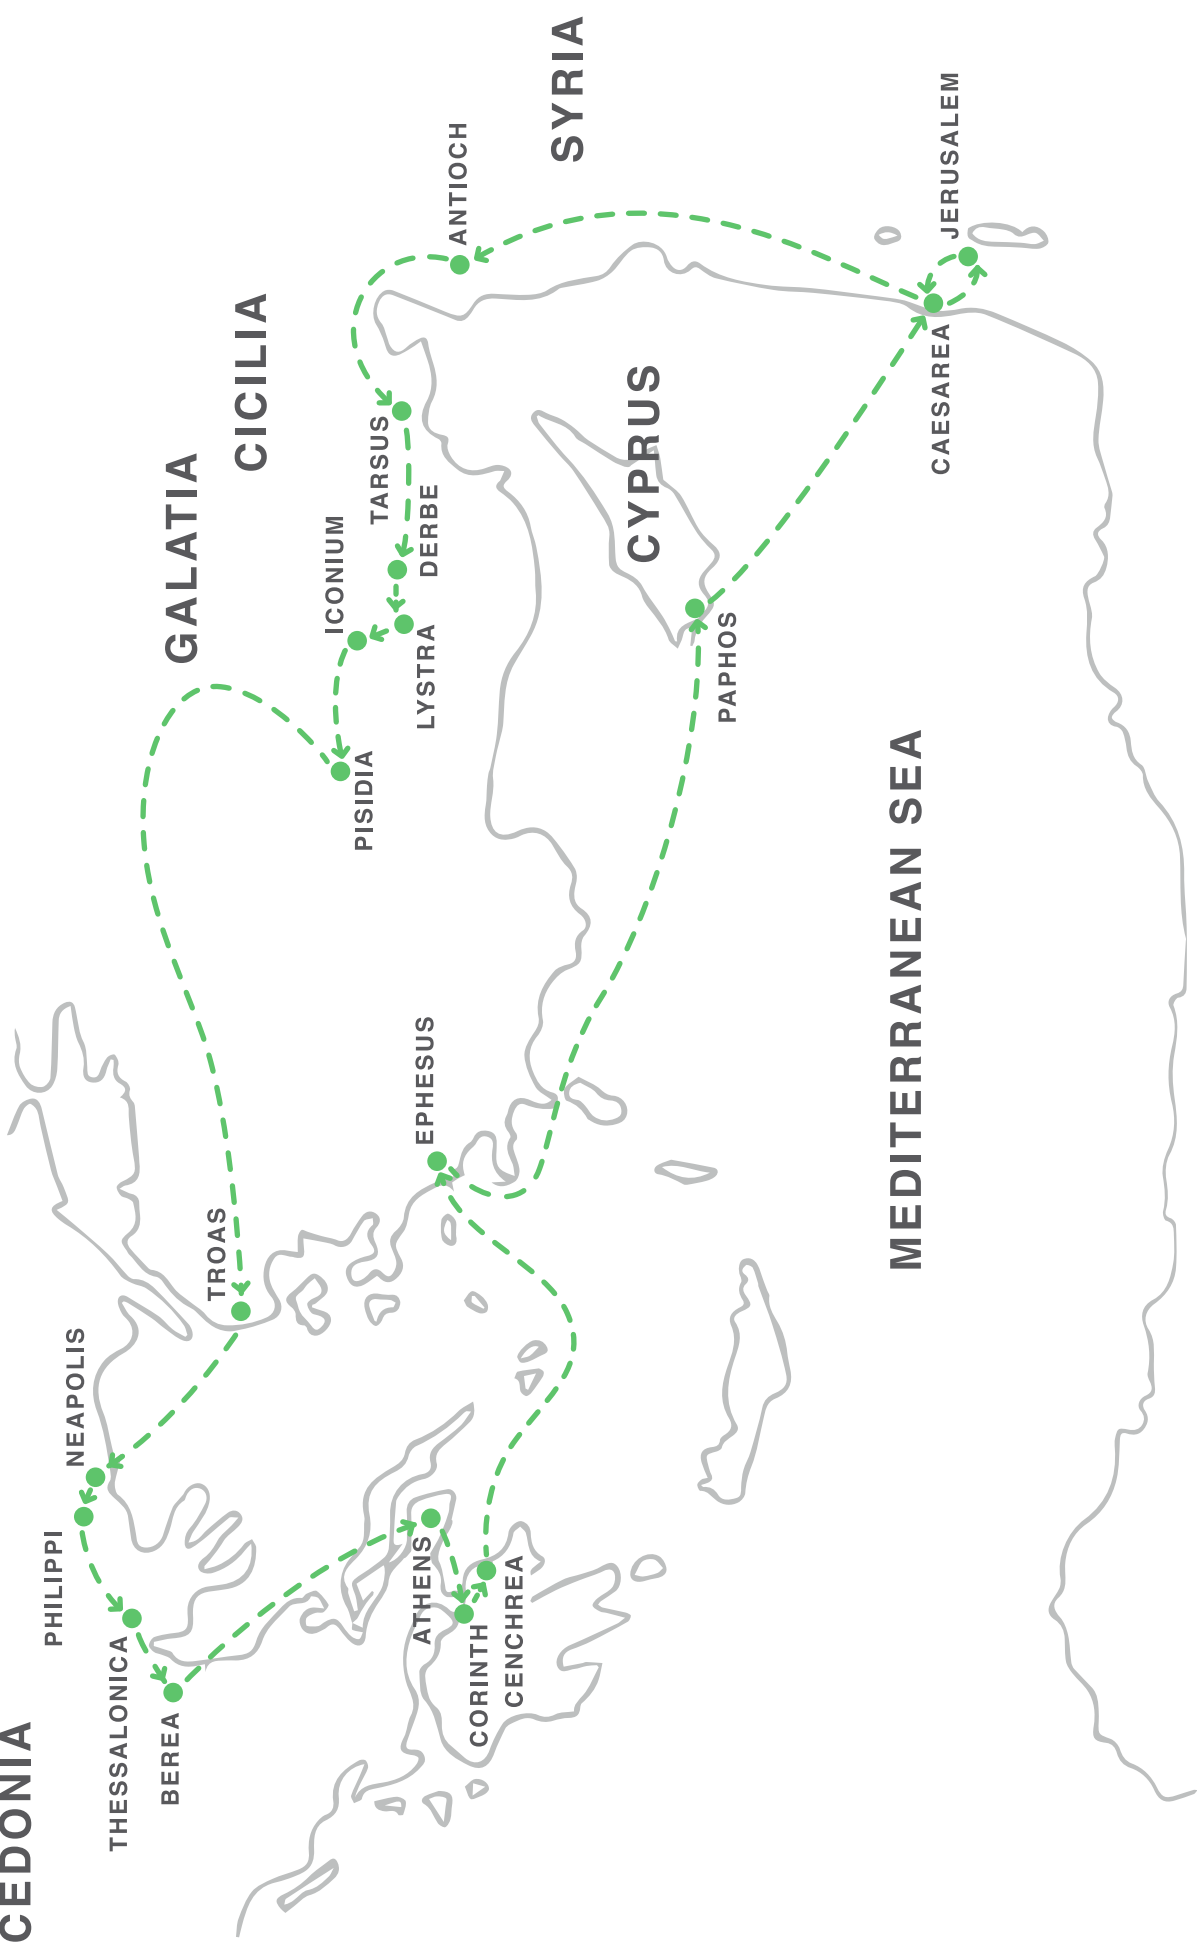 CEDONIA
GALATIA
CICILIA
SYRIA
CYPRUS
MEDITERRANEAN SEA
PHILIPPI
NEAPOLIS
THESSALONICA
BEREA
TROAS
ATHENS
CORINTH
CENCHREA
EPHESUS
PISIDIA
ICONIUM
LYSTRA
DERBE
TARSUS
ANTIOCH
PAPHOS
CAESAREA
JERUSALEM